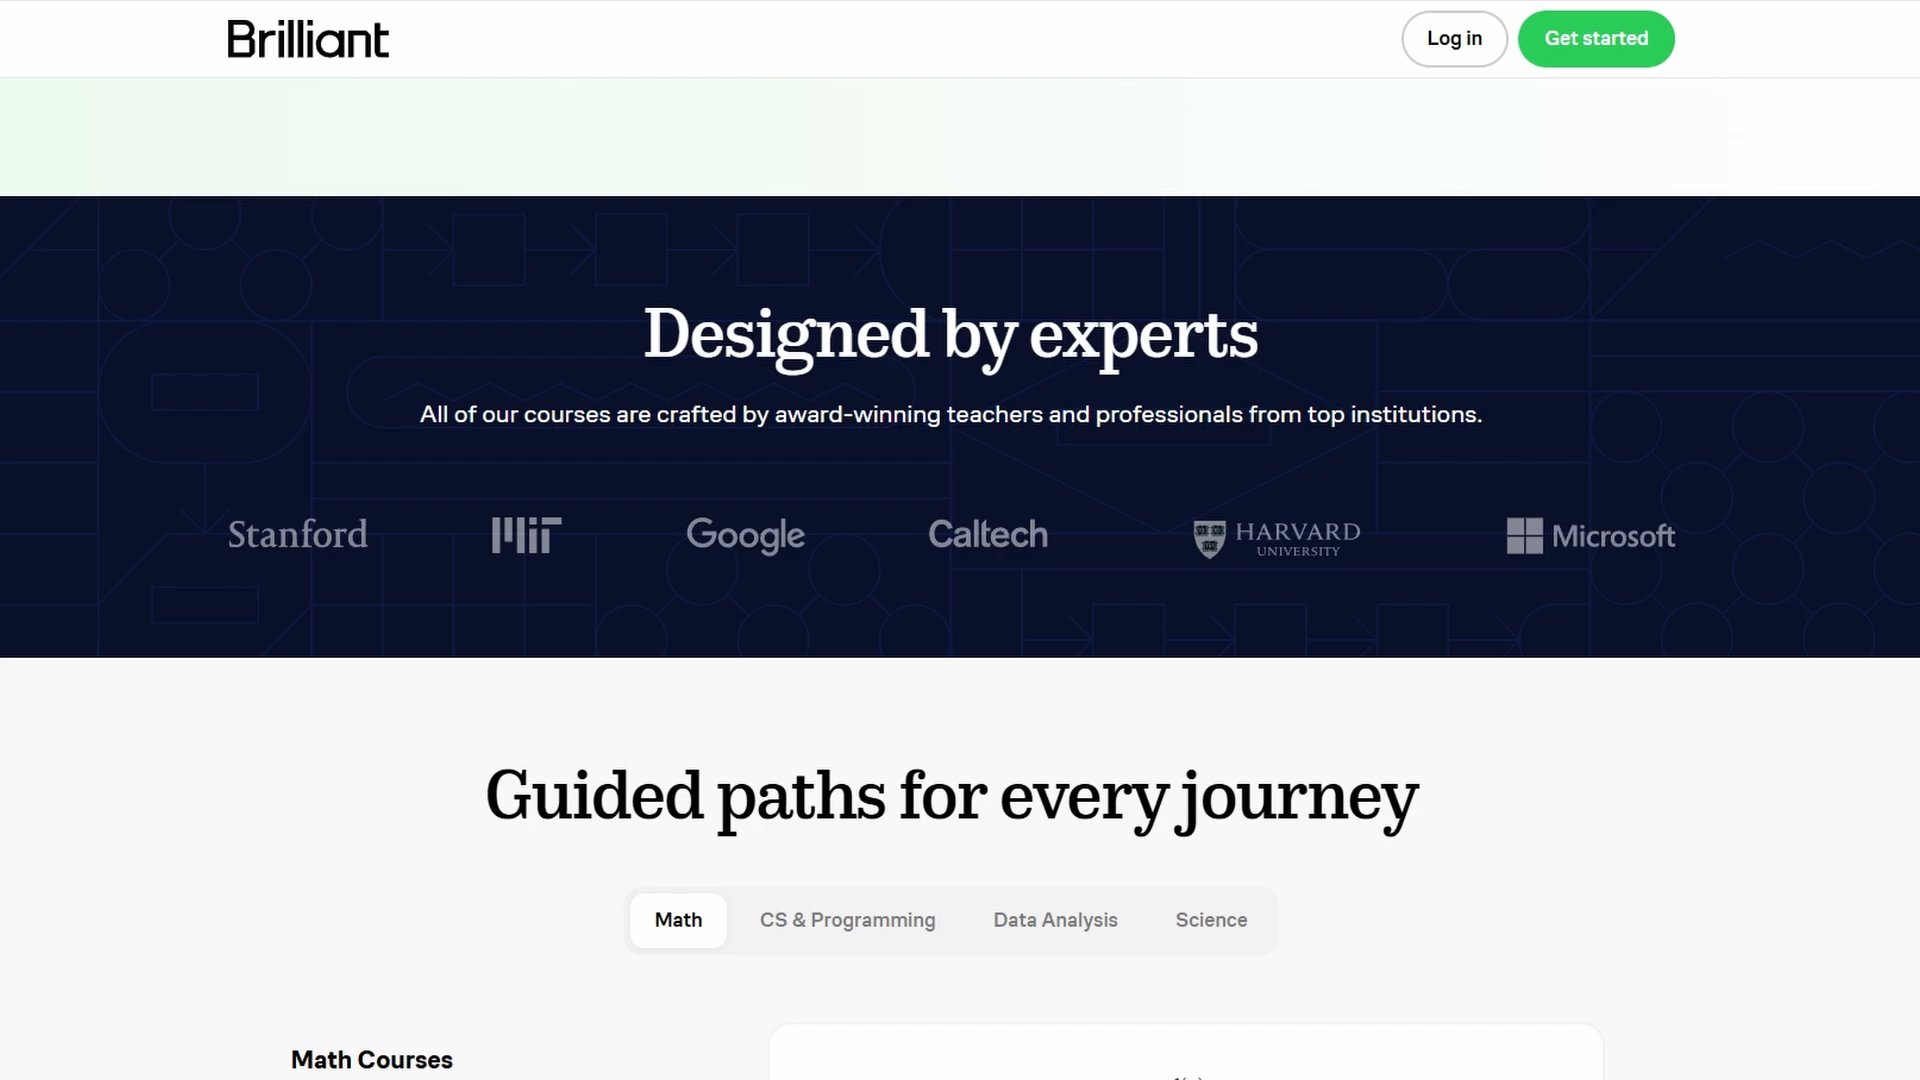 Brilliant
Log in
Get started
Designed by experts
All of our courses are crafted by award-winning teachers and professionals from top institutions.
Stanford
MIT
Google
Caltech
HARVARD
UNIVERSITY
Microsoft
Guided paths for every journey
Math
CS & Programming
Data Analysis
Science
Math Courses